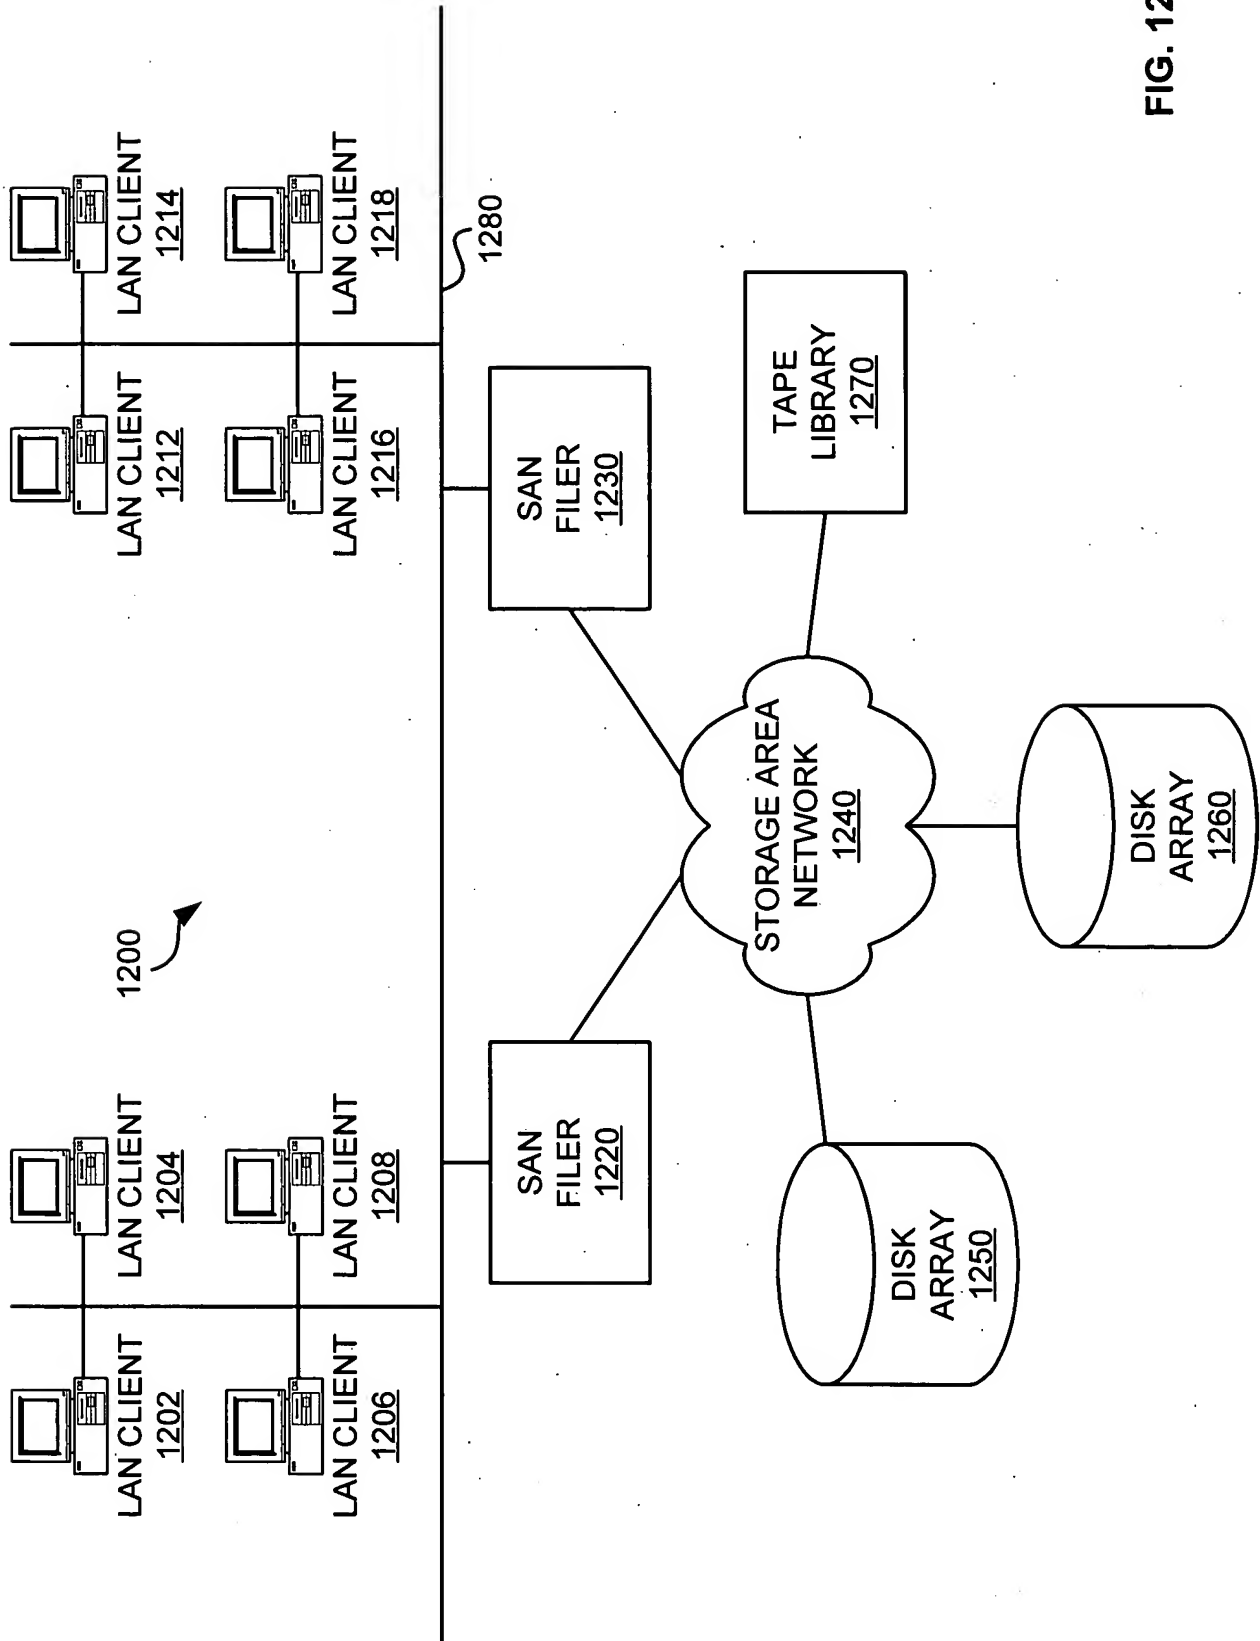 LAN CLIENT
1202
LAN CLIENT
1204
LAN CLIENT
1212
LAN CLIENT
1214
LAN CLIENT
1206
LAN CLIENT
1208
LAN CLIENT
1216
LAN CLIENT
1218
1200
1280
SAN
FILER
1220
SAN
FILER
1230
STORAGE AREA
NETWORK
1240
TAPE
LIBRARY
1270
DISK
ARRAY
1250
DISK
ARRAY
1260
FIG. 12